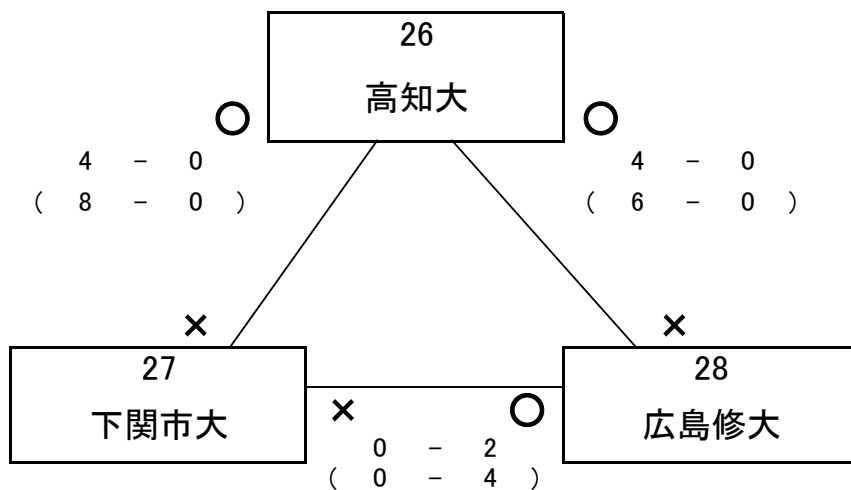 26
高知大
○ ○
4 - 0 4 - 0
( 8 - 0 ) ( 6 - 0 )
× ×
27 28
下関市大 広島修大
× ○
0 - 2
( 0 - 4 )